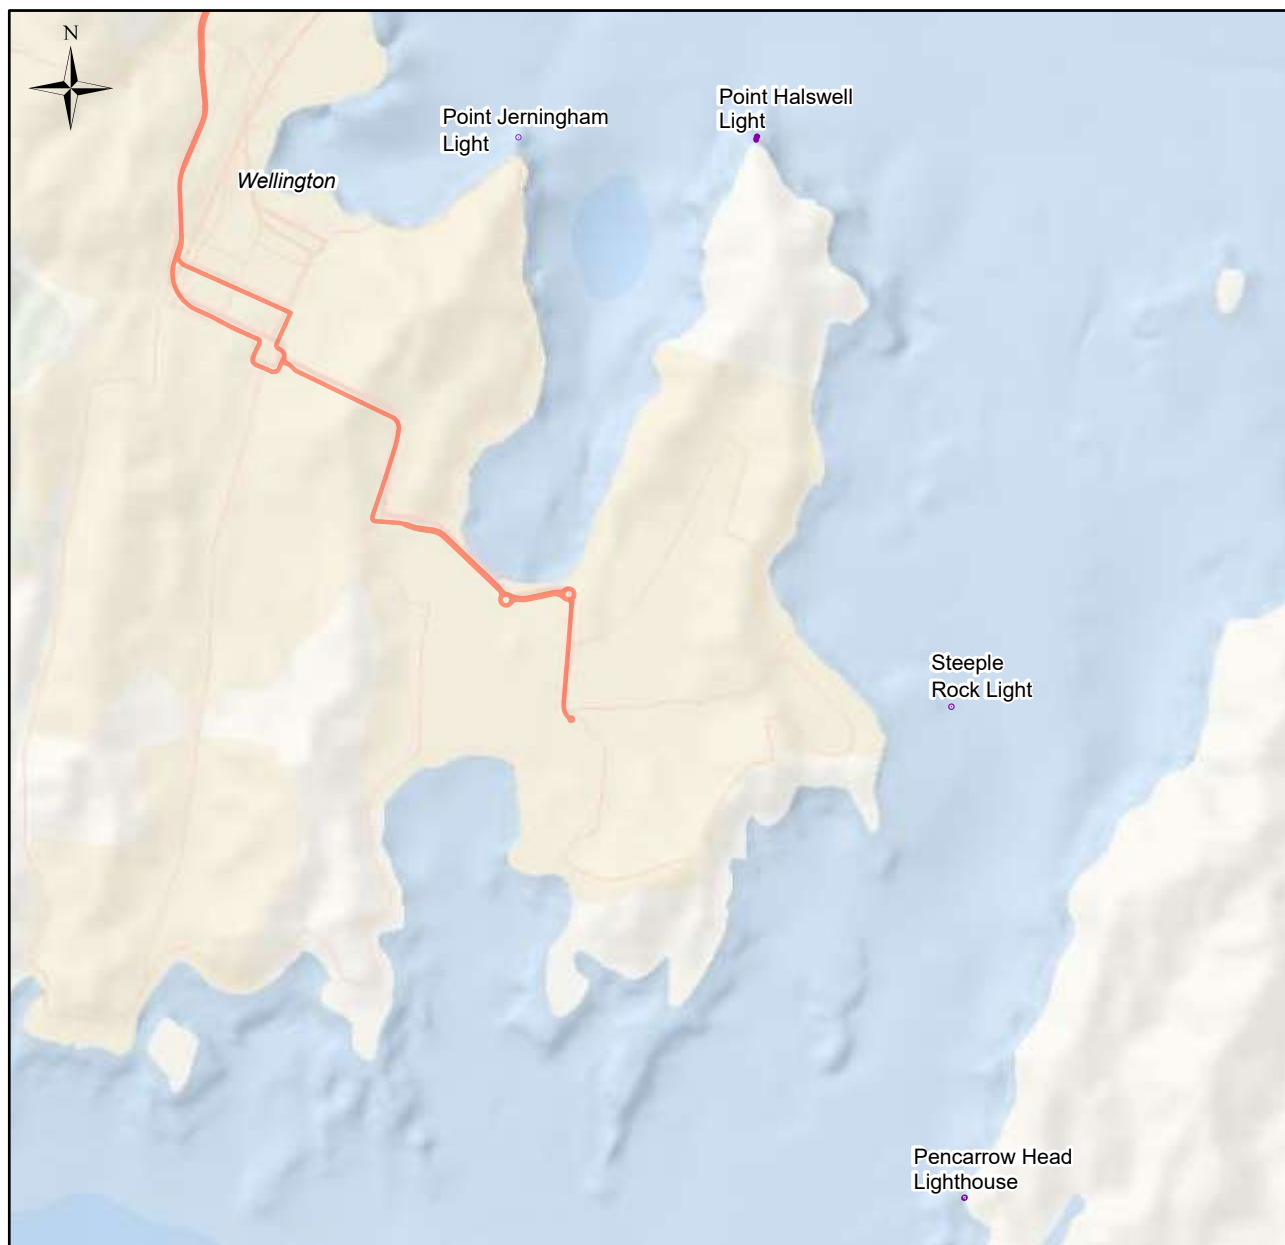 N
Point Halswell
Light
Point Jerningham
Light
Wellington
Steeple
Rock Light
Pencarrow Head
Lighthouse